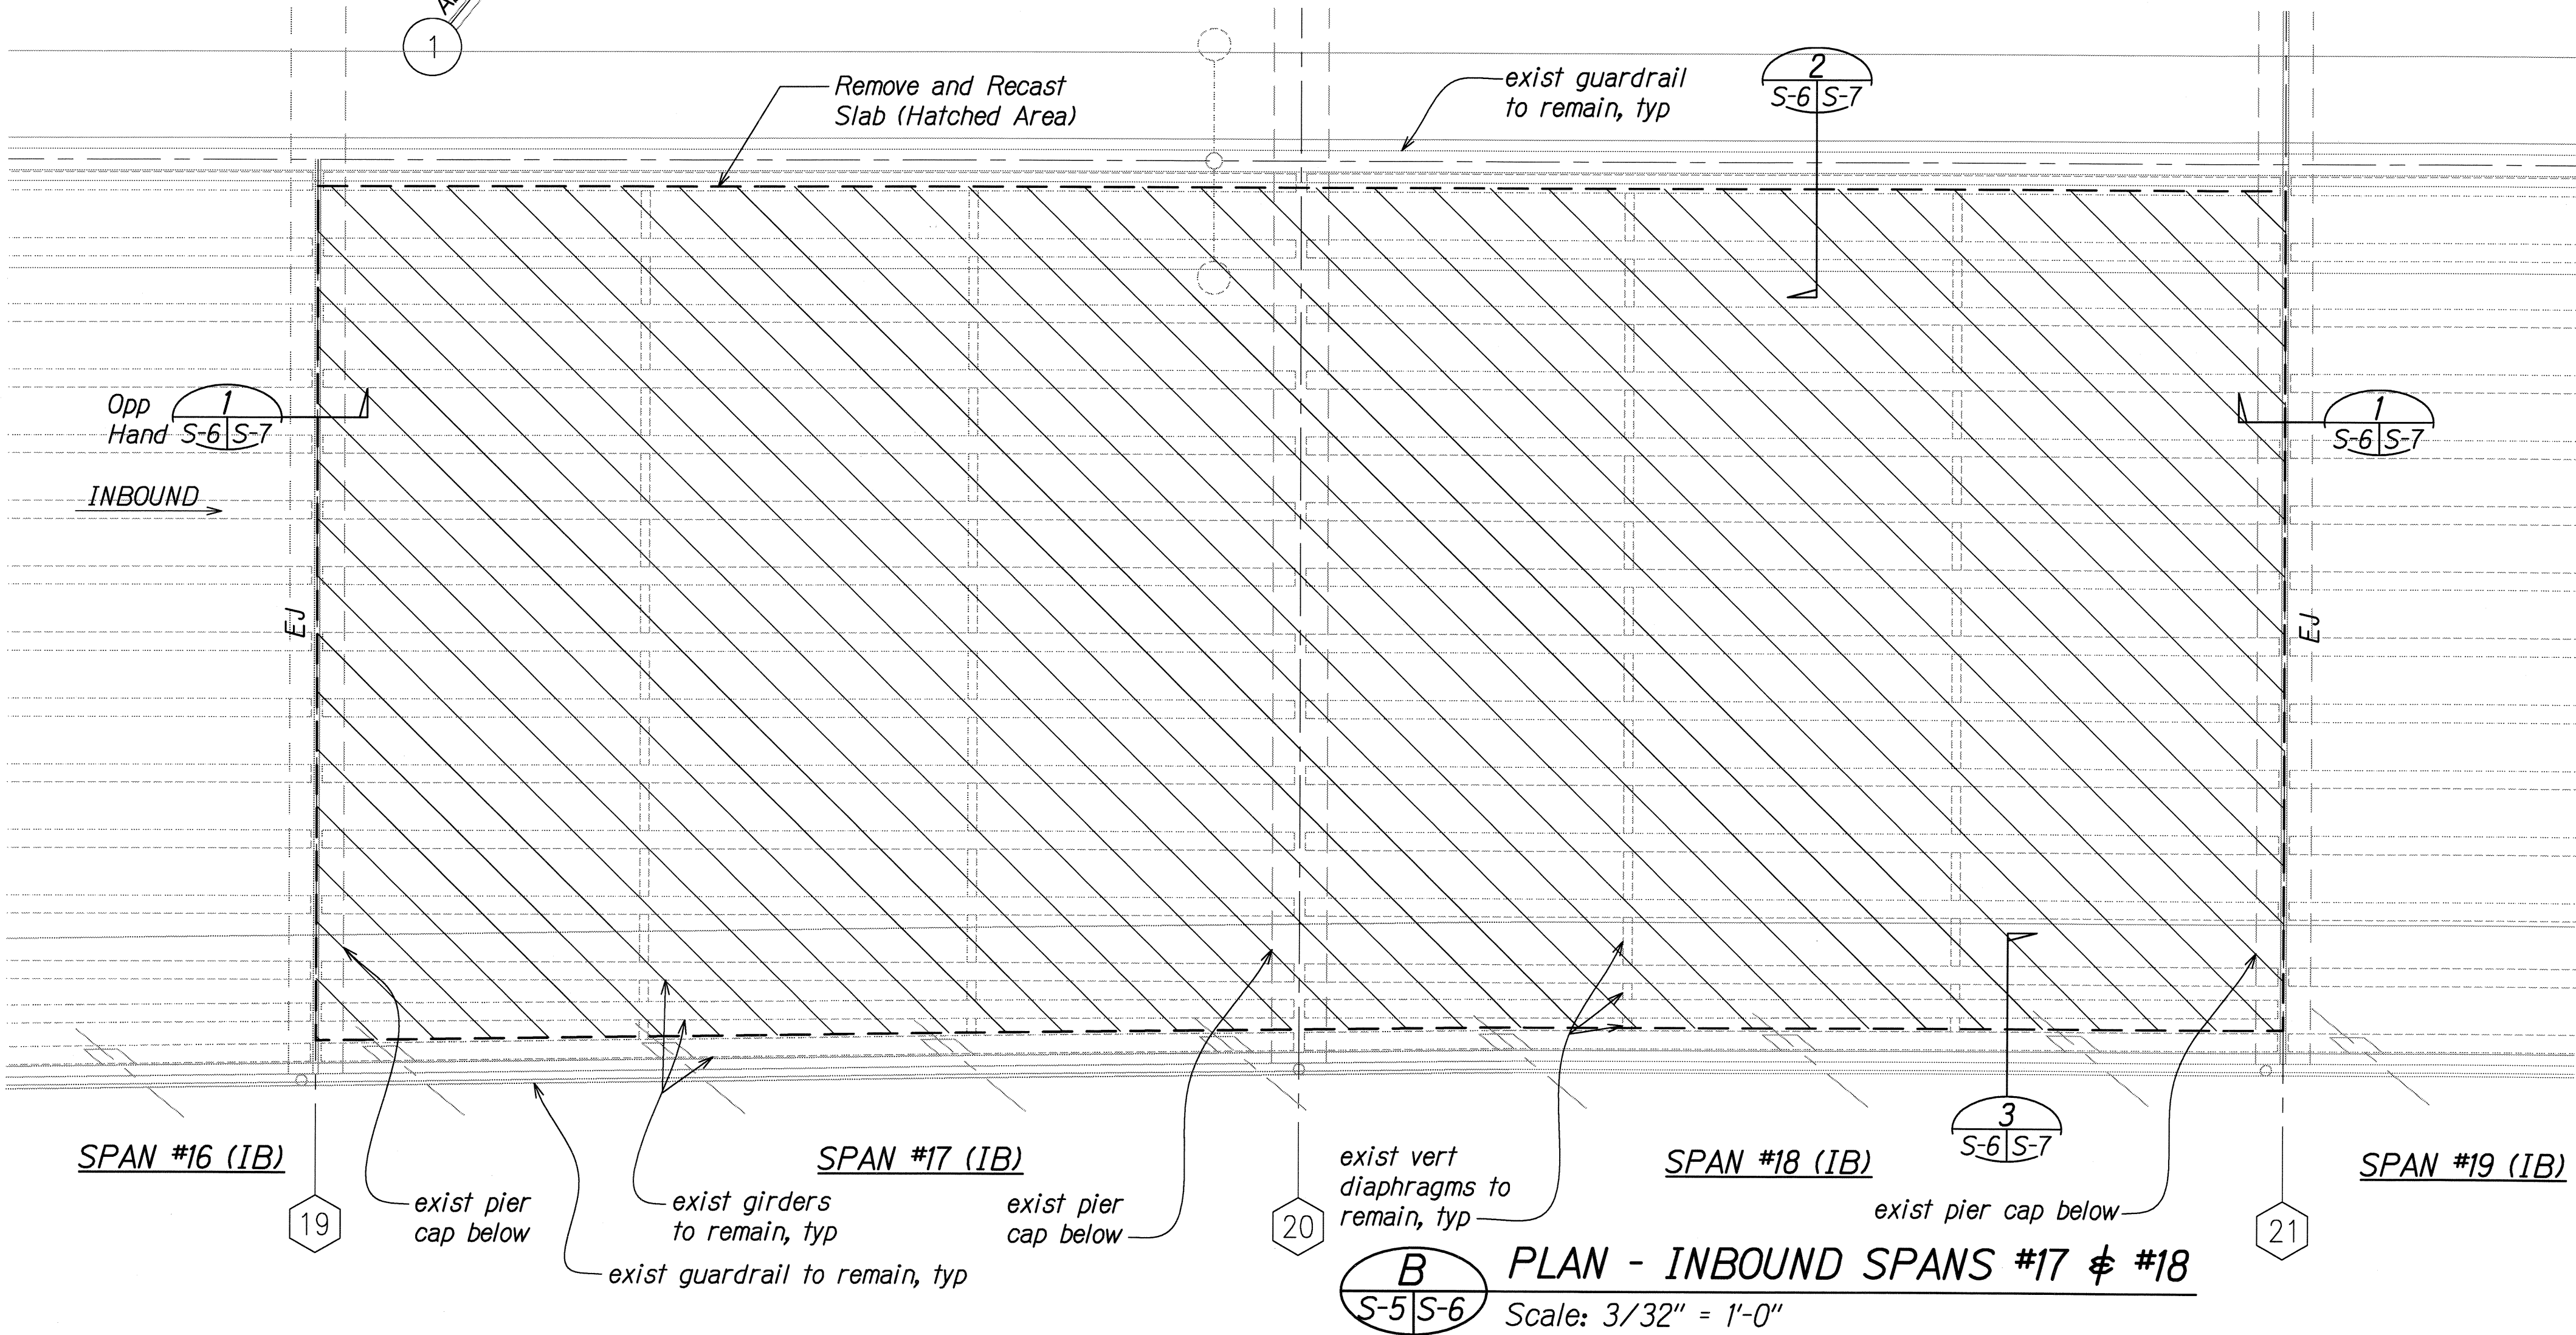 1
Remove and Recast
Slab (Hatched Area)
exist guardrail
to remain, typ
2
S-6 S-7
Opp
Hand
1
S-6 S-7
1
S-6 S-7
INBOUND
EJ
EJ
3
S-6 S-7
SPAN #16 (IB)
SPAN #17 (IB)
SPAN #18 (IB)
SPAN #19 (IB)
exist pier
cap below
exist girders
to remain, typ
exist pier
cap below
exist vert
diaphragms to
remain, typ
exist pier cap below
19
20
21
exist guardrail to remain, typ
B
S-5 S-6
PLAN - INBOUND SPANS #17 & #18
Scale: 3/32" = 1'-0"